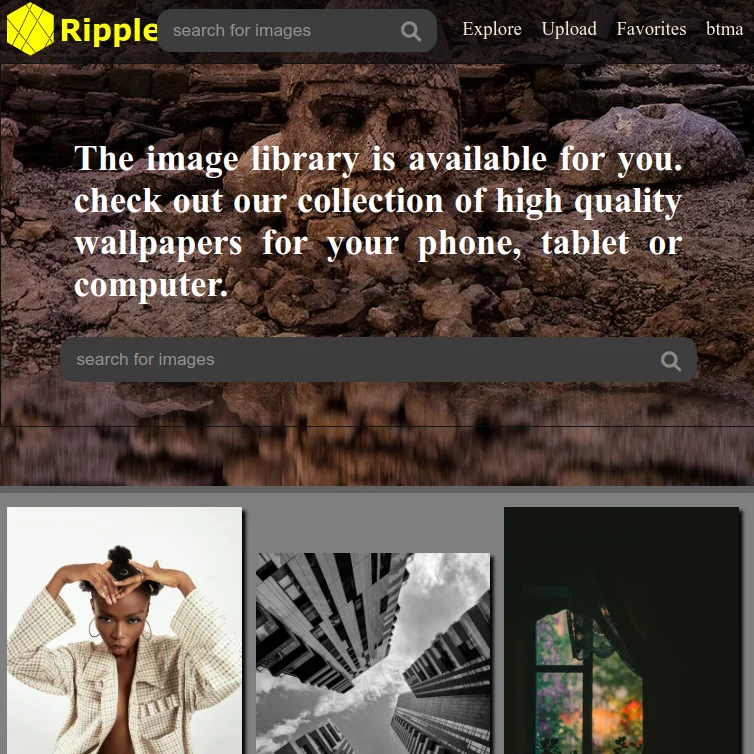 Ripple search for images Explore Upload Favorites btma
The image library is available for you.
check out our collection of high quality
wallpapers for your phone, tablet or
computer.
search for images